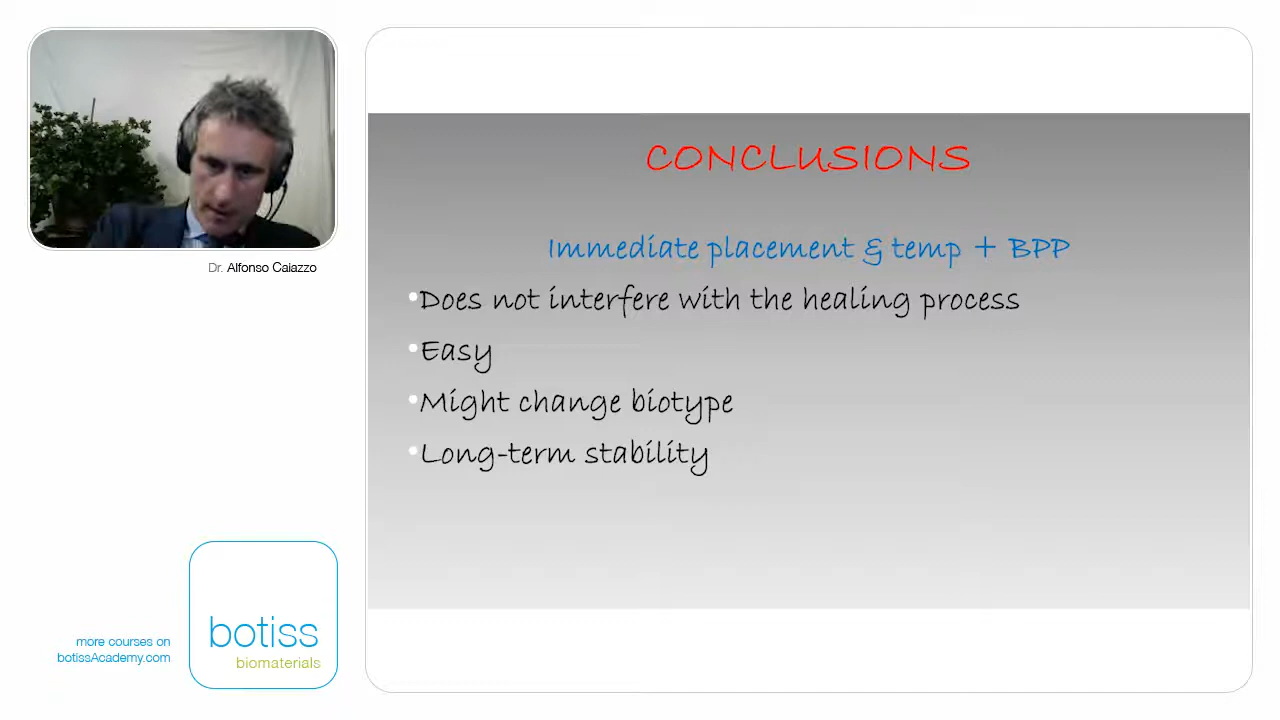 Dr. Alfonso Caiazzo
CONCLUSIONS
Immediate placement & temp + BPP
•Does not interfere with the healing process
•Easy
•Might change biotype
•Long-term stability
more courses on
botissAcademy.com
botiss
biomaterials